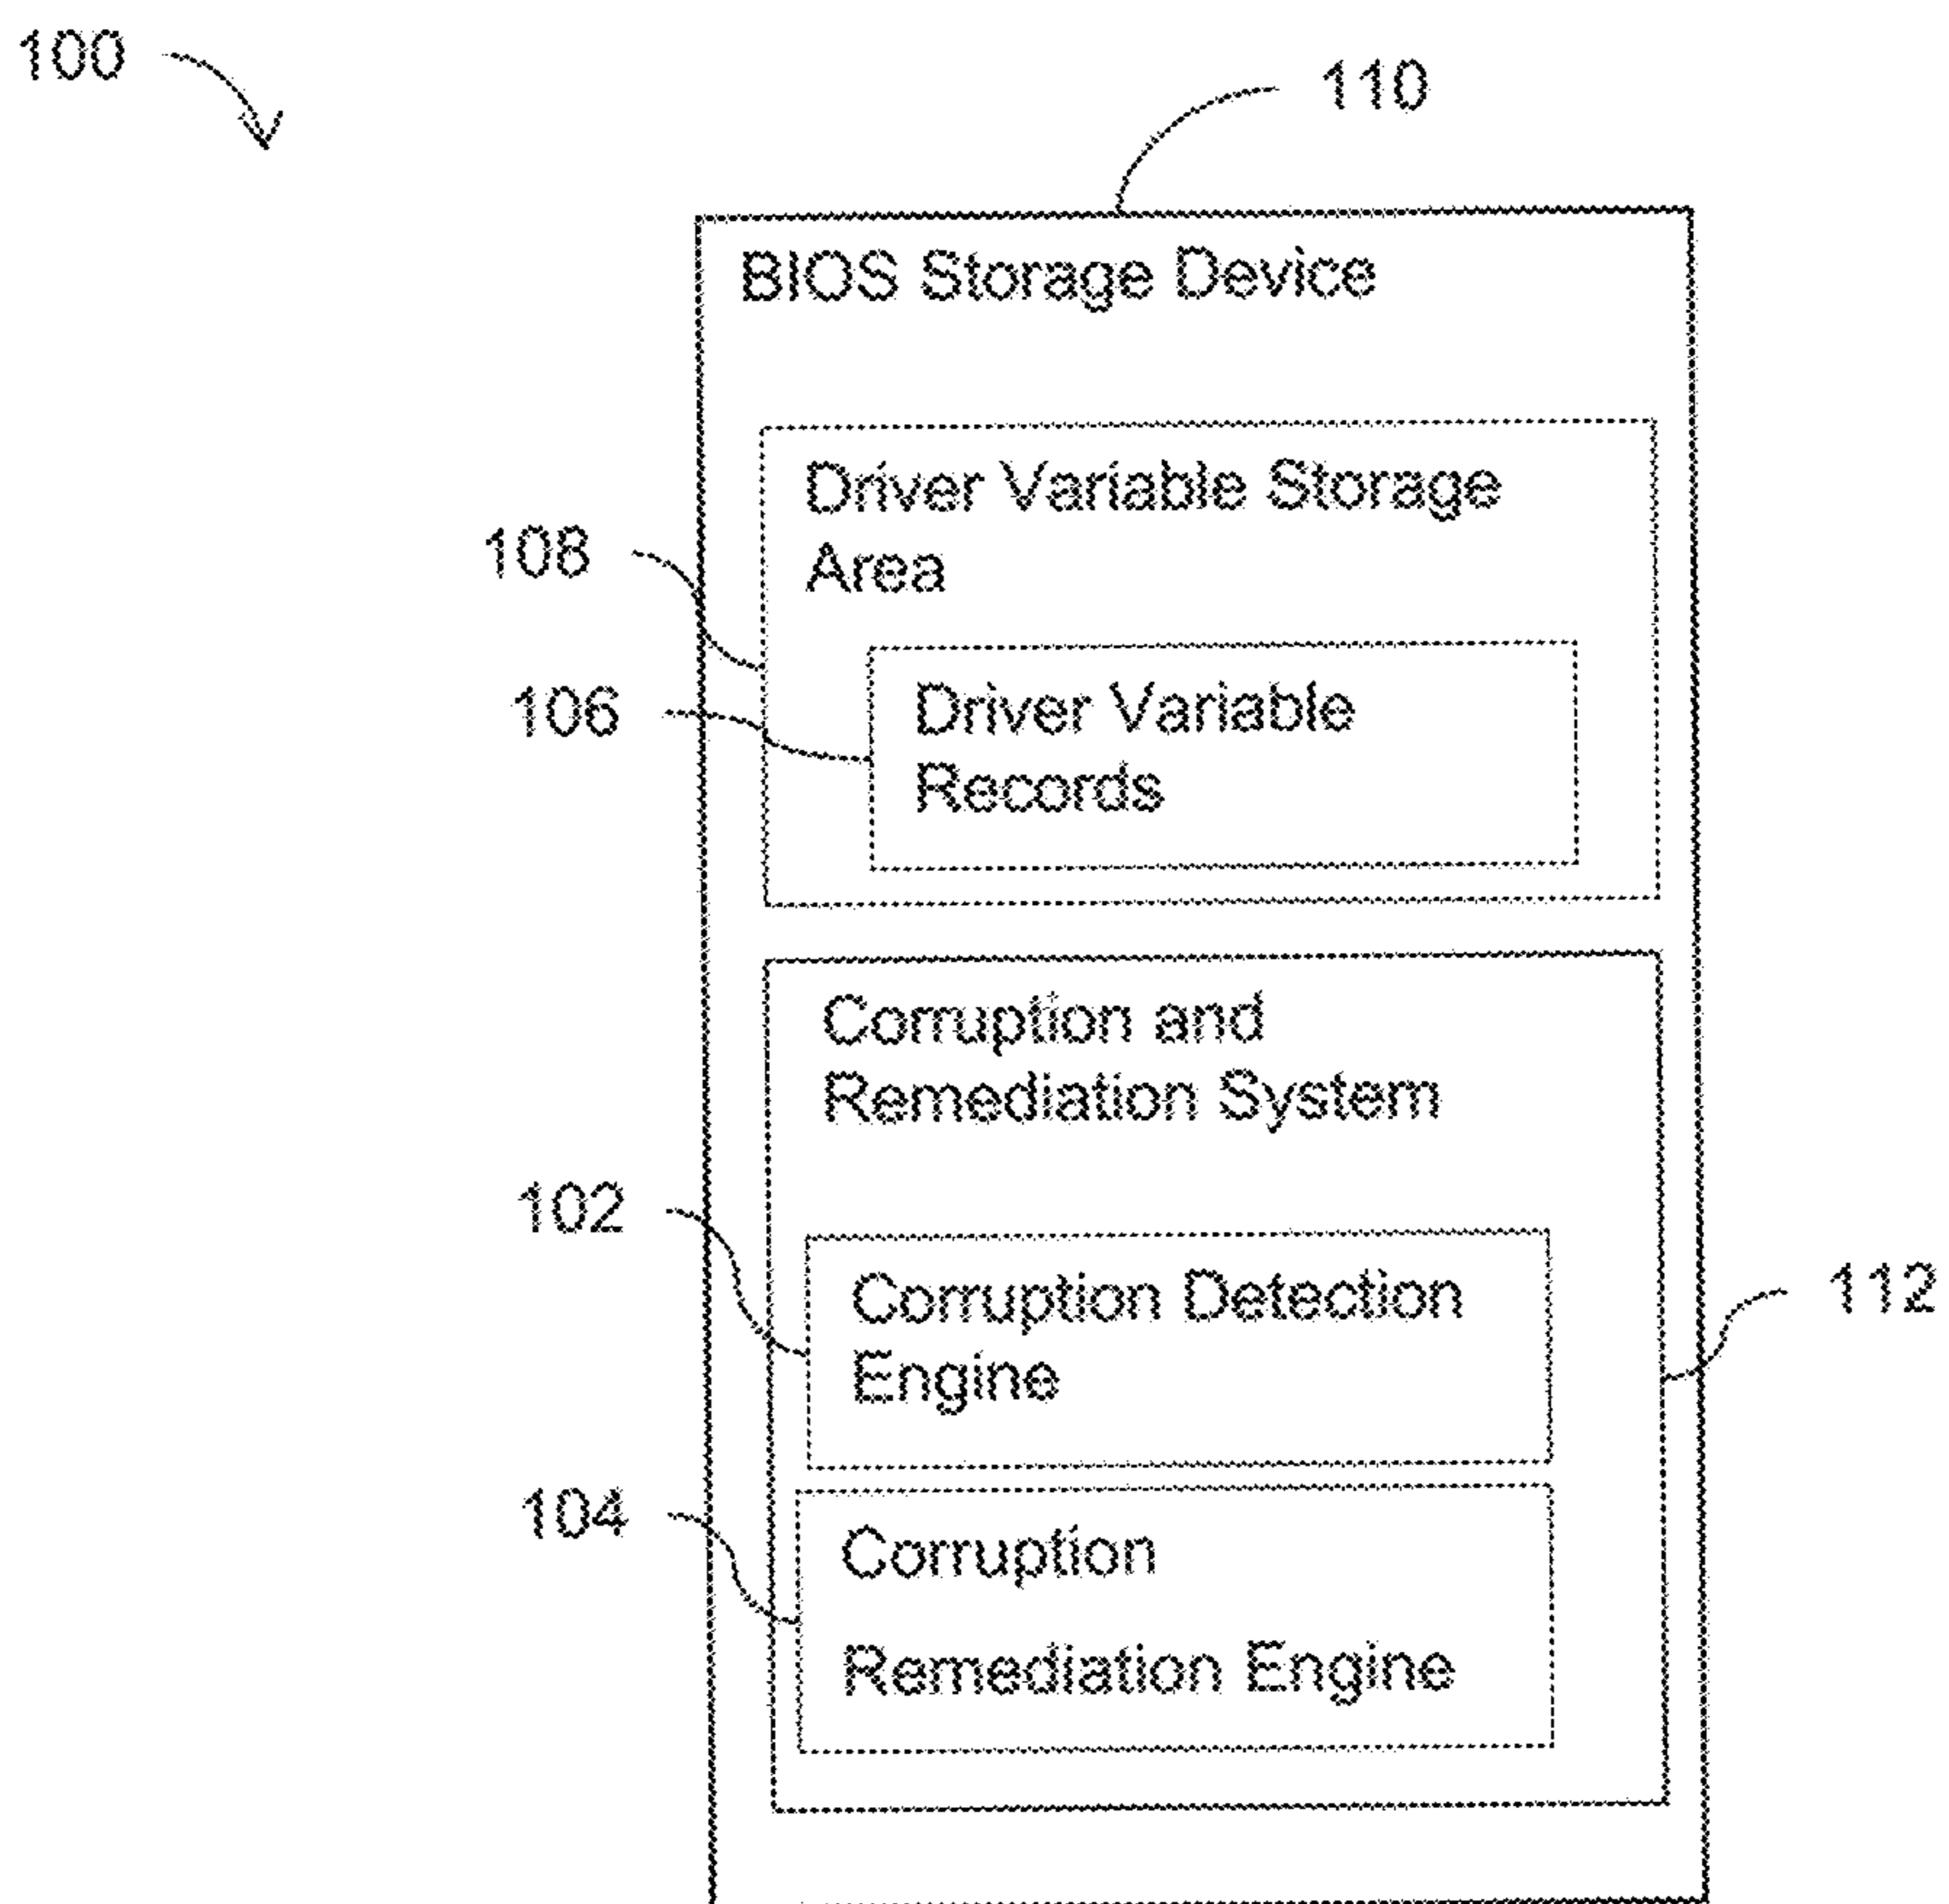 100
110
BIOS Storage Device
Driver Variable Storage
Area
108
106
Driver Variable
Records
Corruption and
Remediation System
102
Corruption Detection
Engine
112
104
Corruption
Remediation Engine